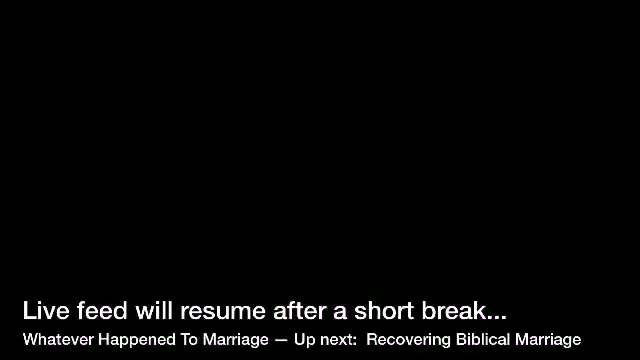 Live feed will resume after a short break...
Whatever Happened To Marriage — Up next:  Recovering Biblical Marriage